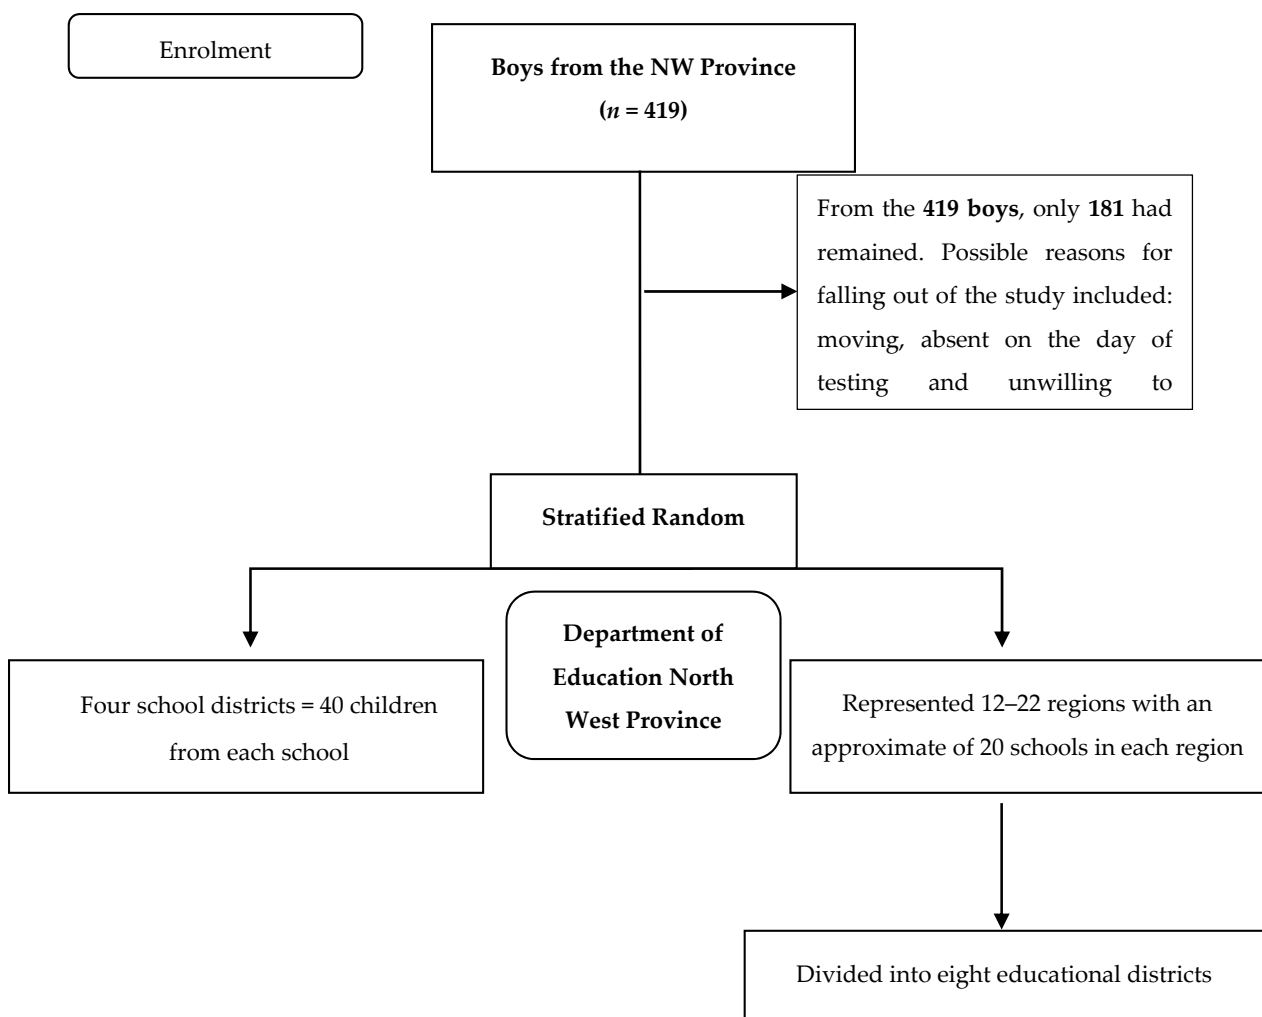 Enrolment
Boys from the NW Province
(n = 419)
From the 419 boys, only 181 had
remained. Possible reasons for
falling out of the study included:
moving, absent on the day of
testing and unwilling to
Stratified Random
Department of
Education North
West Province
Four school districts = 40 children
from each school
Represented 12–22 regions with an
approximate of 20 schools in each region
Divided into eight educational districts